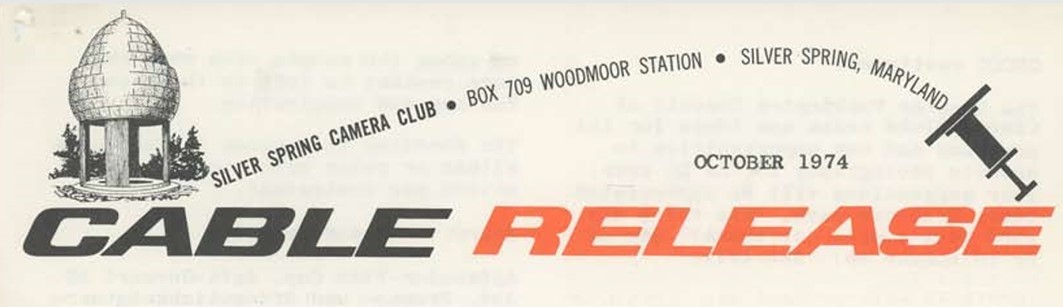 SILVER SPRING CAMERA CLUB • BOX 709 WOODMOOR STATION • SILVER SPRING, MARYLAND
OCTOBER 1974
CABLE RELEASE